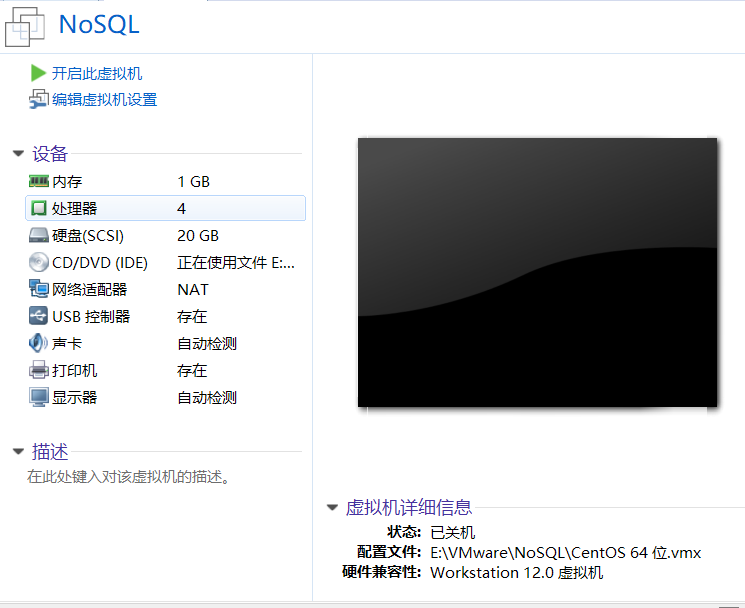 NoSQL
开启此虚拟机
编辑虚拟机设置
设备
内存 1 GB
处理器 4
硬盘(SCSI) 20 GB
CD/DVD (IDE) 正在使用文件 E:...
网络适配器 NAT
USB 控制器 存在
声卡 自动检测
打印机 存在
显示器 自动检测
描述
在此处键入对该虚拟机的描述。
虚拟机详细信息
状态: 已关机
配置文件: E:\VMware\NoSQL\CentOS 64 位.vmx
硬件兼容性: Workstation 12.0 虚拟机